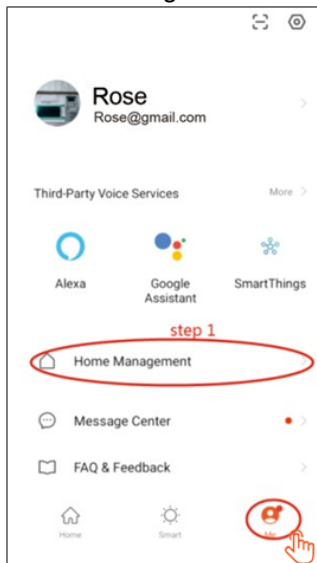 Rose
Rose@gmail.com
Third-Party Voice Services
More
Alexa
Google
Assistant
SmartThings
step 1
Home Management
Message Center
FAQ & Feedback
Home
Smart
Me